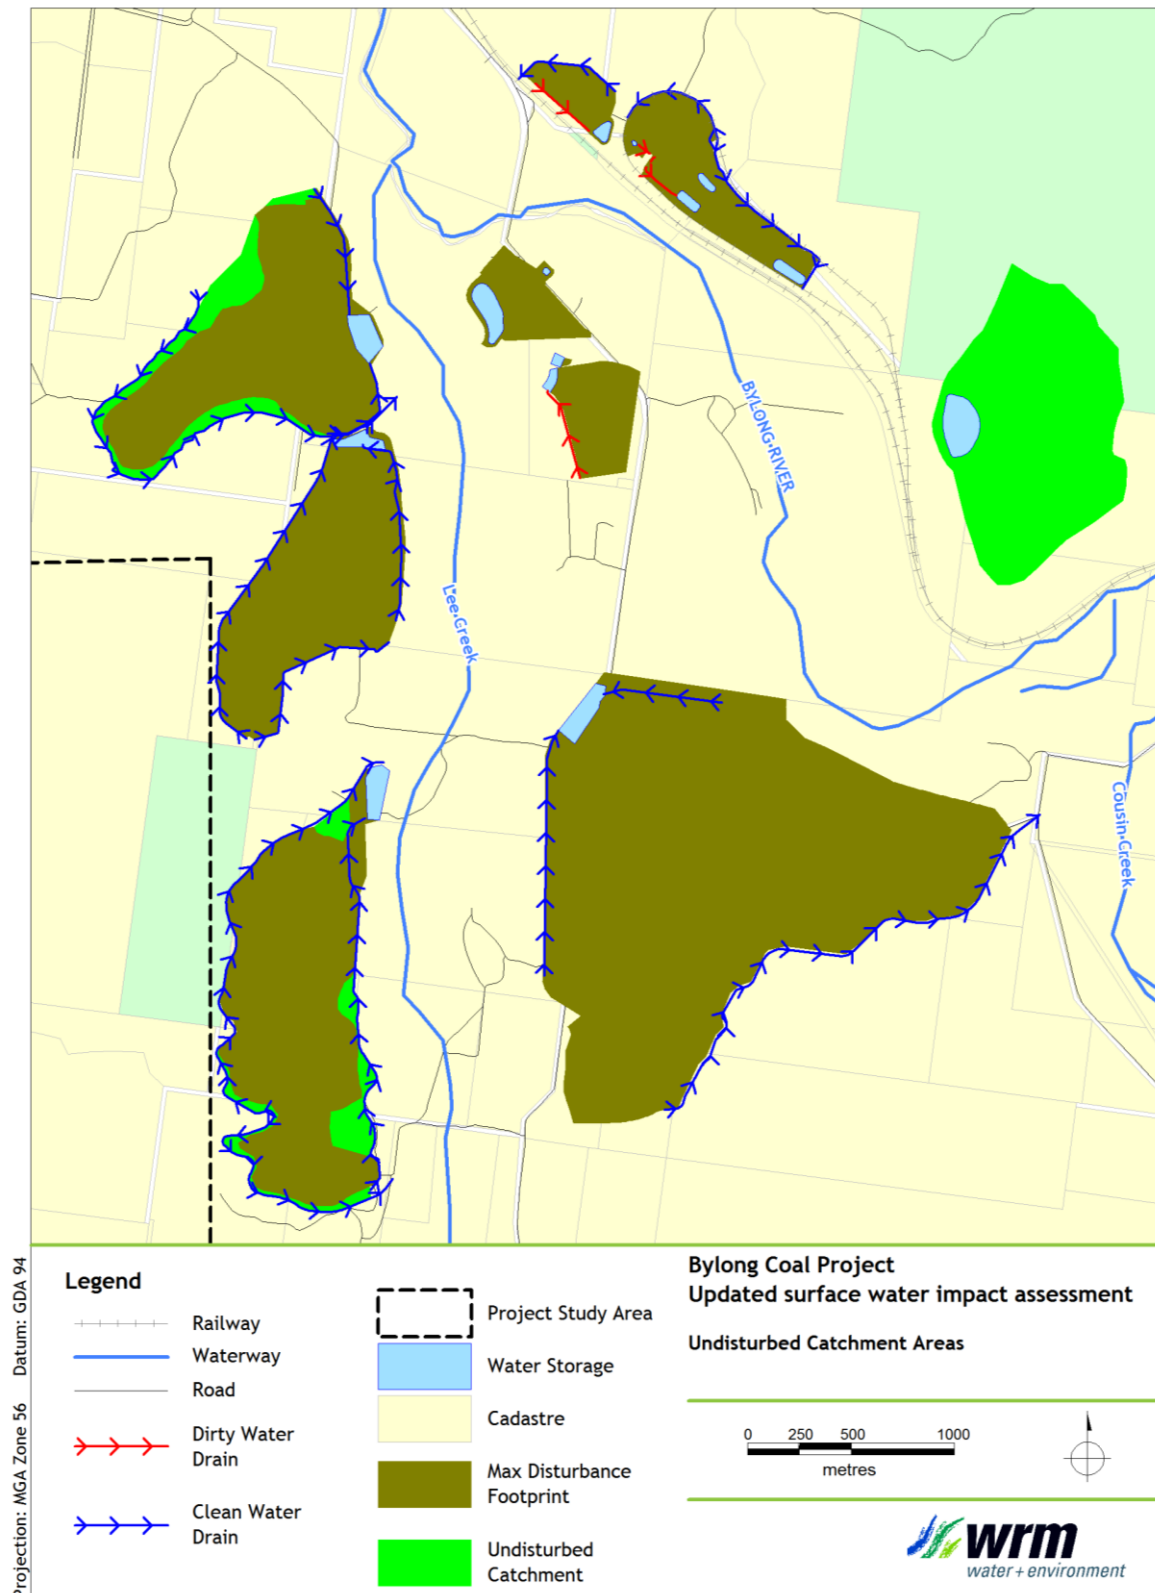 BYLONG RIVER
Lee Creek
Cousin Creek
Projection: MGA Zone 56 Datum: GDA 94
Legend
Railway
Waterway
Road
Dirty Water
Drain
Clean Water
Drain
Project Study Area
Water Storage
Cadastre
Max Disturbance
Footprint
Undisturbed
Catchment
Bylong Coal Project
Updated surface water impact assessment
Undisturbed Catchment Areas
0 250 500 1000
metres
wrm
water + environment